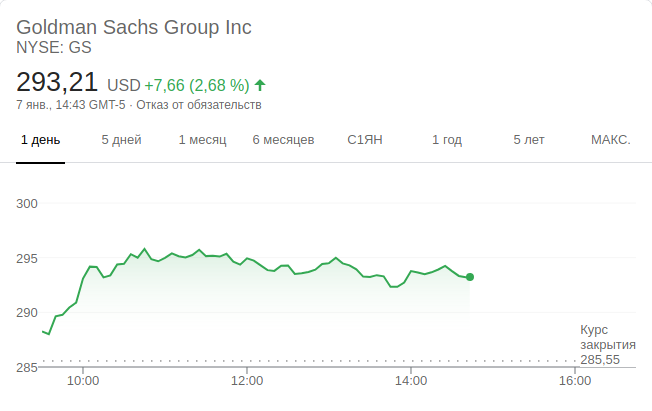 Goldman Sachs Group Inc
NYSE: GS
293,21 USD +7,66 (2,68 %) ↑
7 янв., 14:43 GMT-5 · Отказ от обязательств
1 день 5 дней 1 месяц 6 месяцев С1ЯН 1 год 5 лет МАКС.
300
295
290
Курс
закрытия
285,55
285
10:00 12:00 14:00 16:00